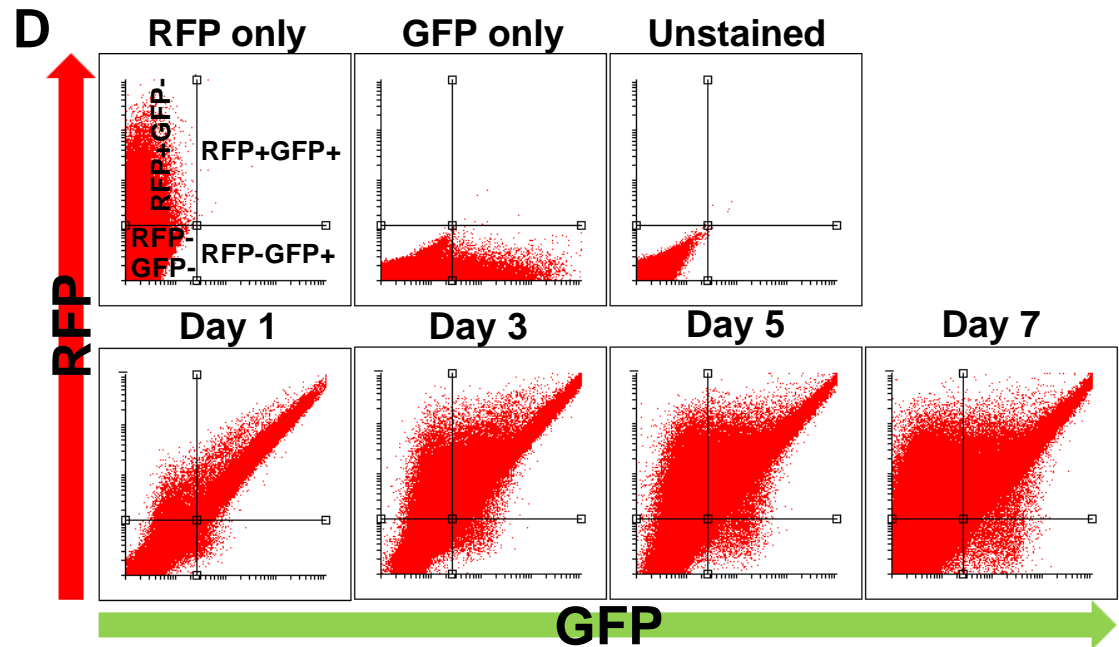 D
RFP only
GFP only
Unstained
RFP+GFP-
RFP+GFP+
RFP-
GFP-
RFP-GFP+
RFP
Day 1
Day 3
Day 5
Day 7
GFP